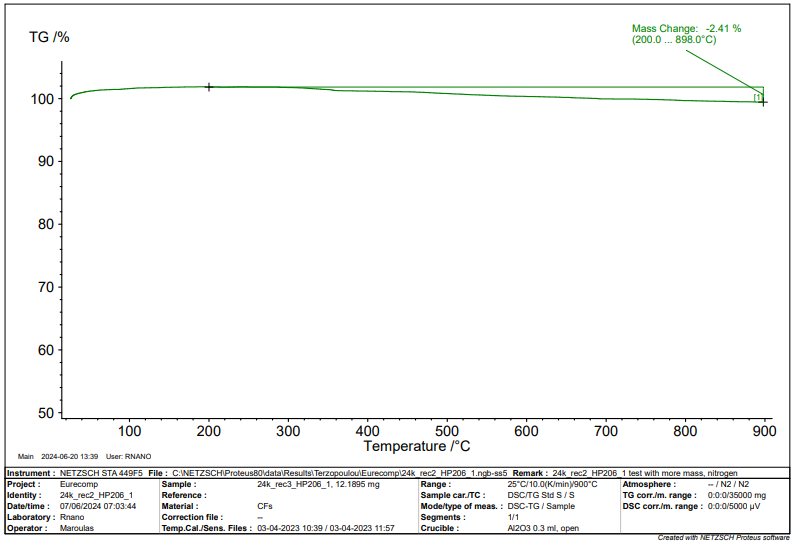 Mass Change: -2.41 %
(200.0 ... 898.0°C)
TG /%
100
[1]
90
80
70
60
50
100 200 300 400 500 600 700 800 900
Temperature /°C
Main 2024-06-20 13:39 User: RNANO
Instrument : NETZSCH STA 449F5 File : C:\NETZSCH\Proteus80\data\Results\Terzopoulou\Eurecomp\24k_rec2_HP206_1.ngb-ss5 Remark : 24k_rec2_HP206_1 test with more mass, nitrogen
Project : Eurecomp Sample : 24k_rec3_HP206_1, 12.1895 mg Range : 25°C/10.0(K/min)/900°C Atmosphere : -- / N2 / N2
Identity : 24k_rec2_HP206_1 Reference : Sample car./TC : DSC/TG Std S / S TG corr./m. range : 0:0:0/35000 mg
Date/time : 07/06/2024 07:03:44 Material : CFs Mode/type of meas. : DSC-TG / Sample DSC corr./m. range : 0:0:0/5000 µV
Laboratory : Rnano Correction file : -- Segments : 1/1
Operator : Maroulas Temp.Cal./Sens. Files : 03-04-2023 10:39 / 03-04-2023 11:57 Crucible : Al2O3 0.3 ml, open
Created with NETZSCH Proteus software